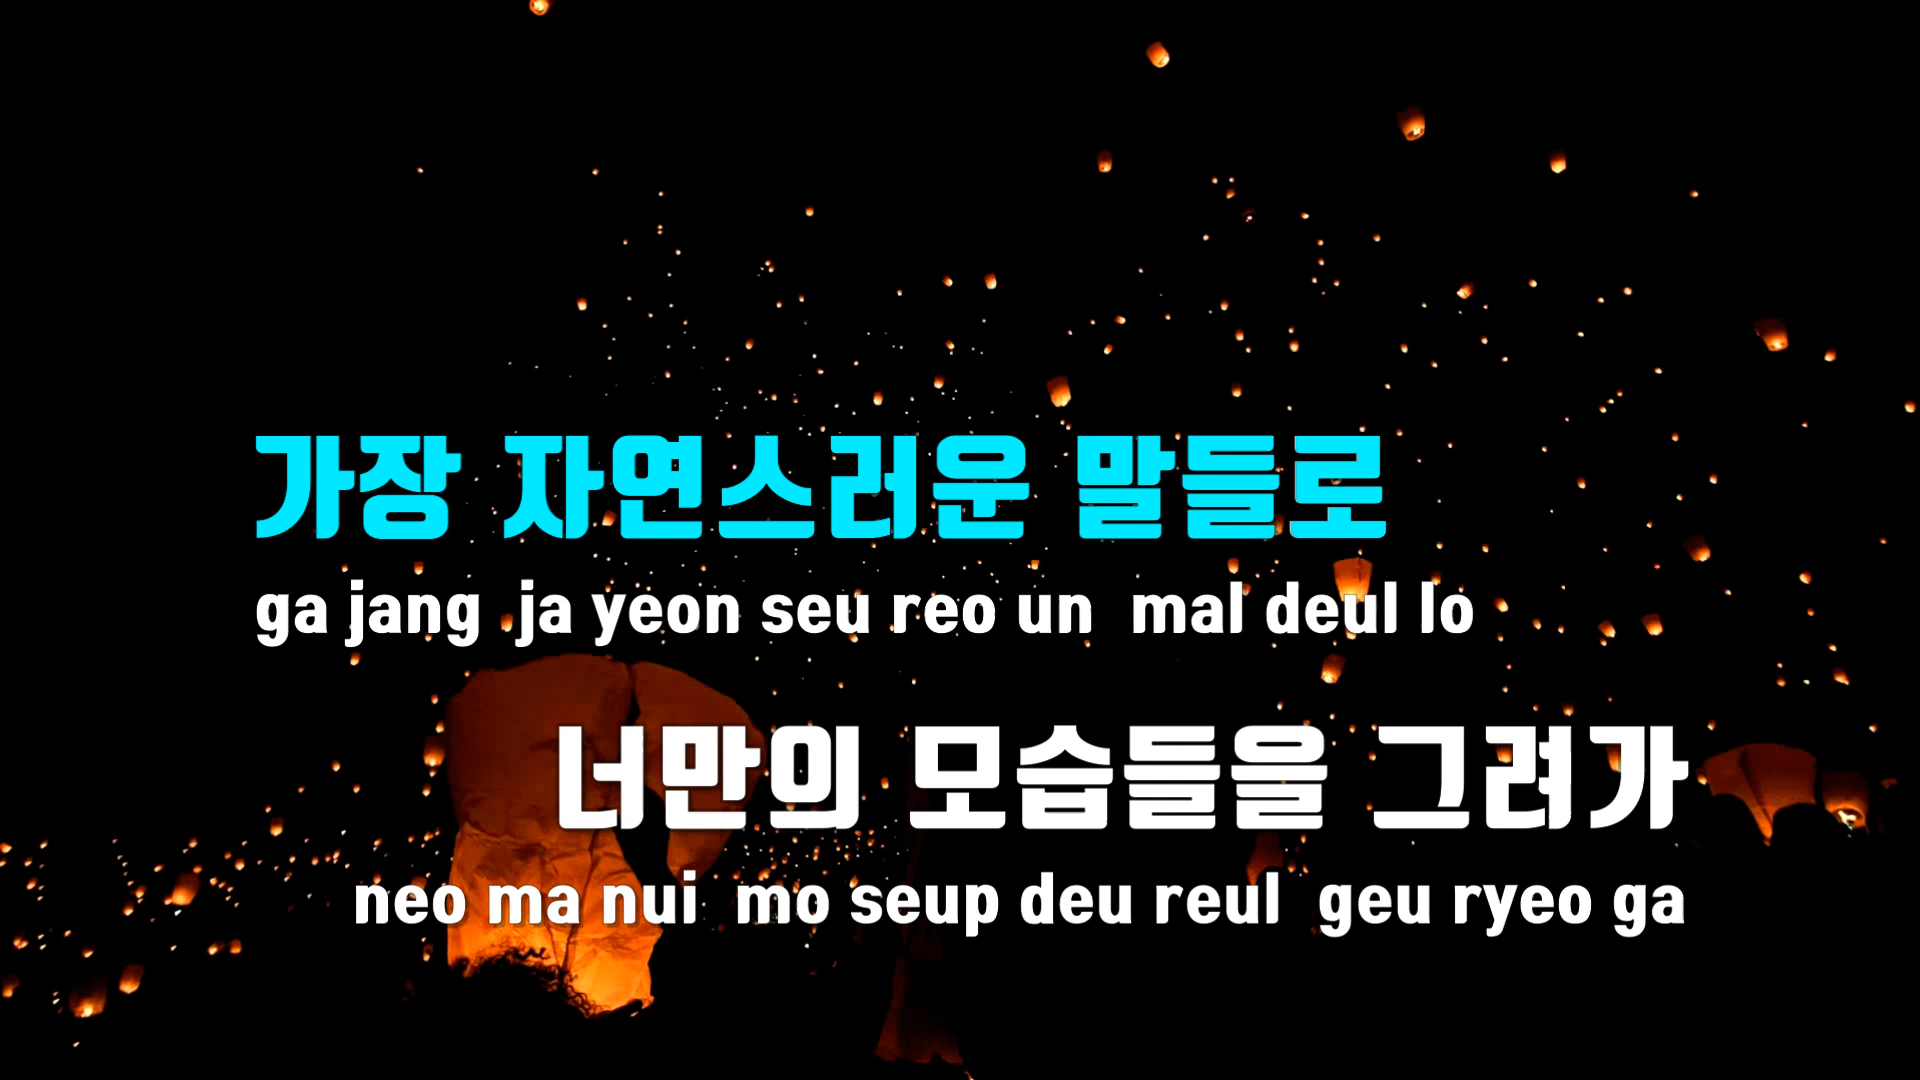 가장 자연스러운 말들로
ga jang ja yeon seu reo un mal deul lo
너만의 모습들을 그려가
neo ma nui mo seup deu reul geu ryeo ga